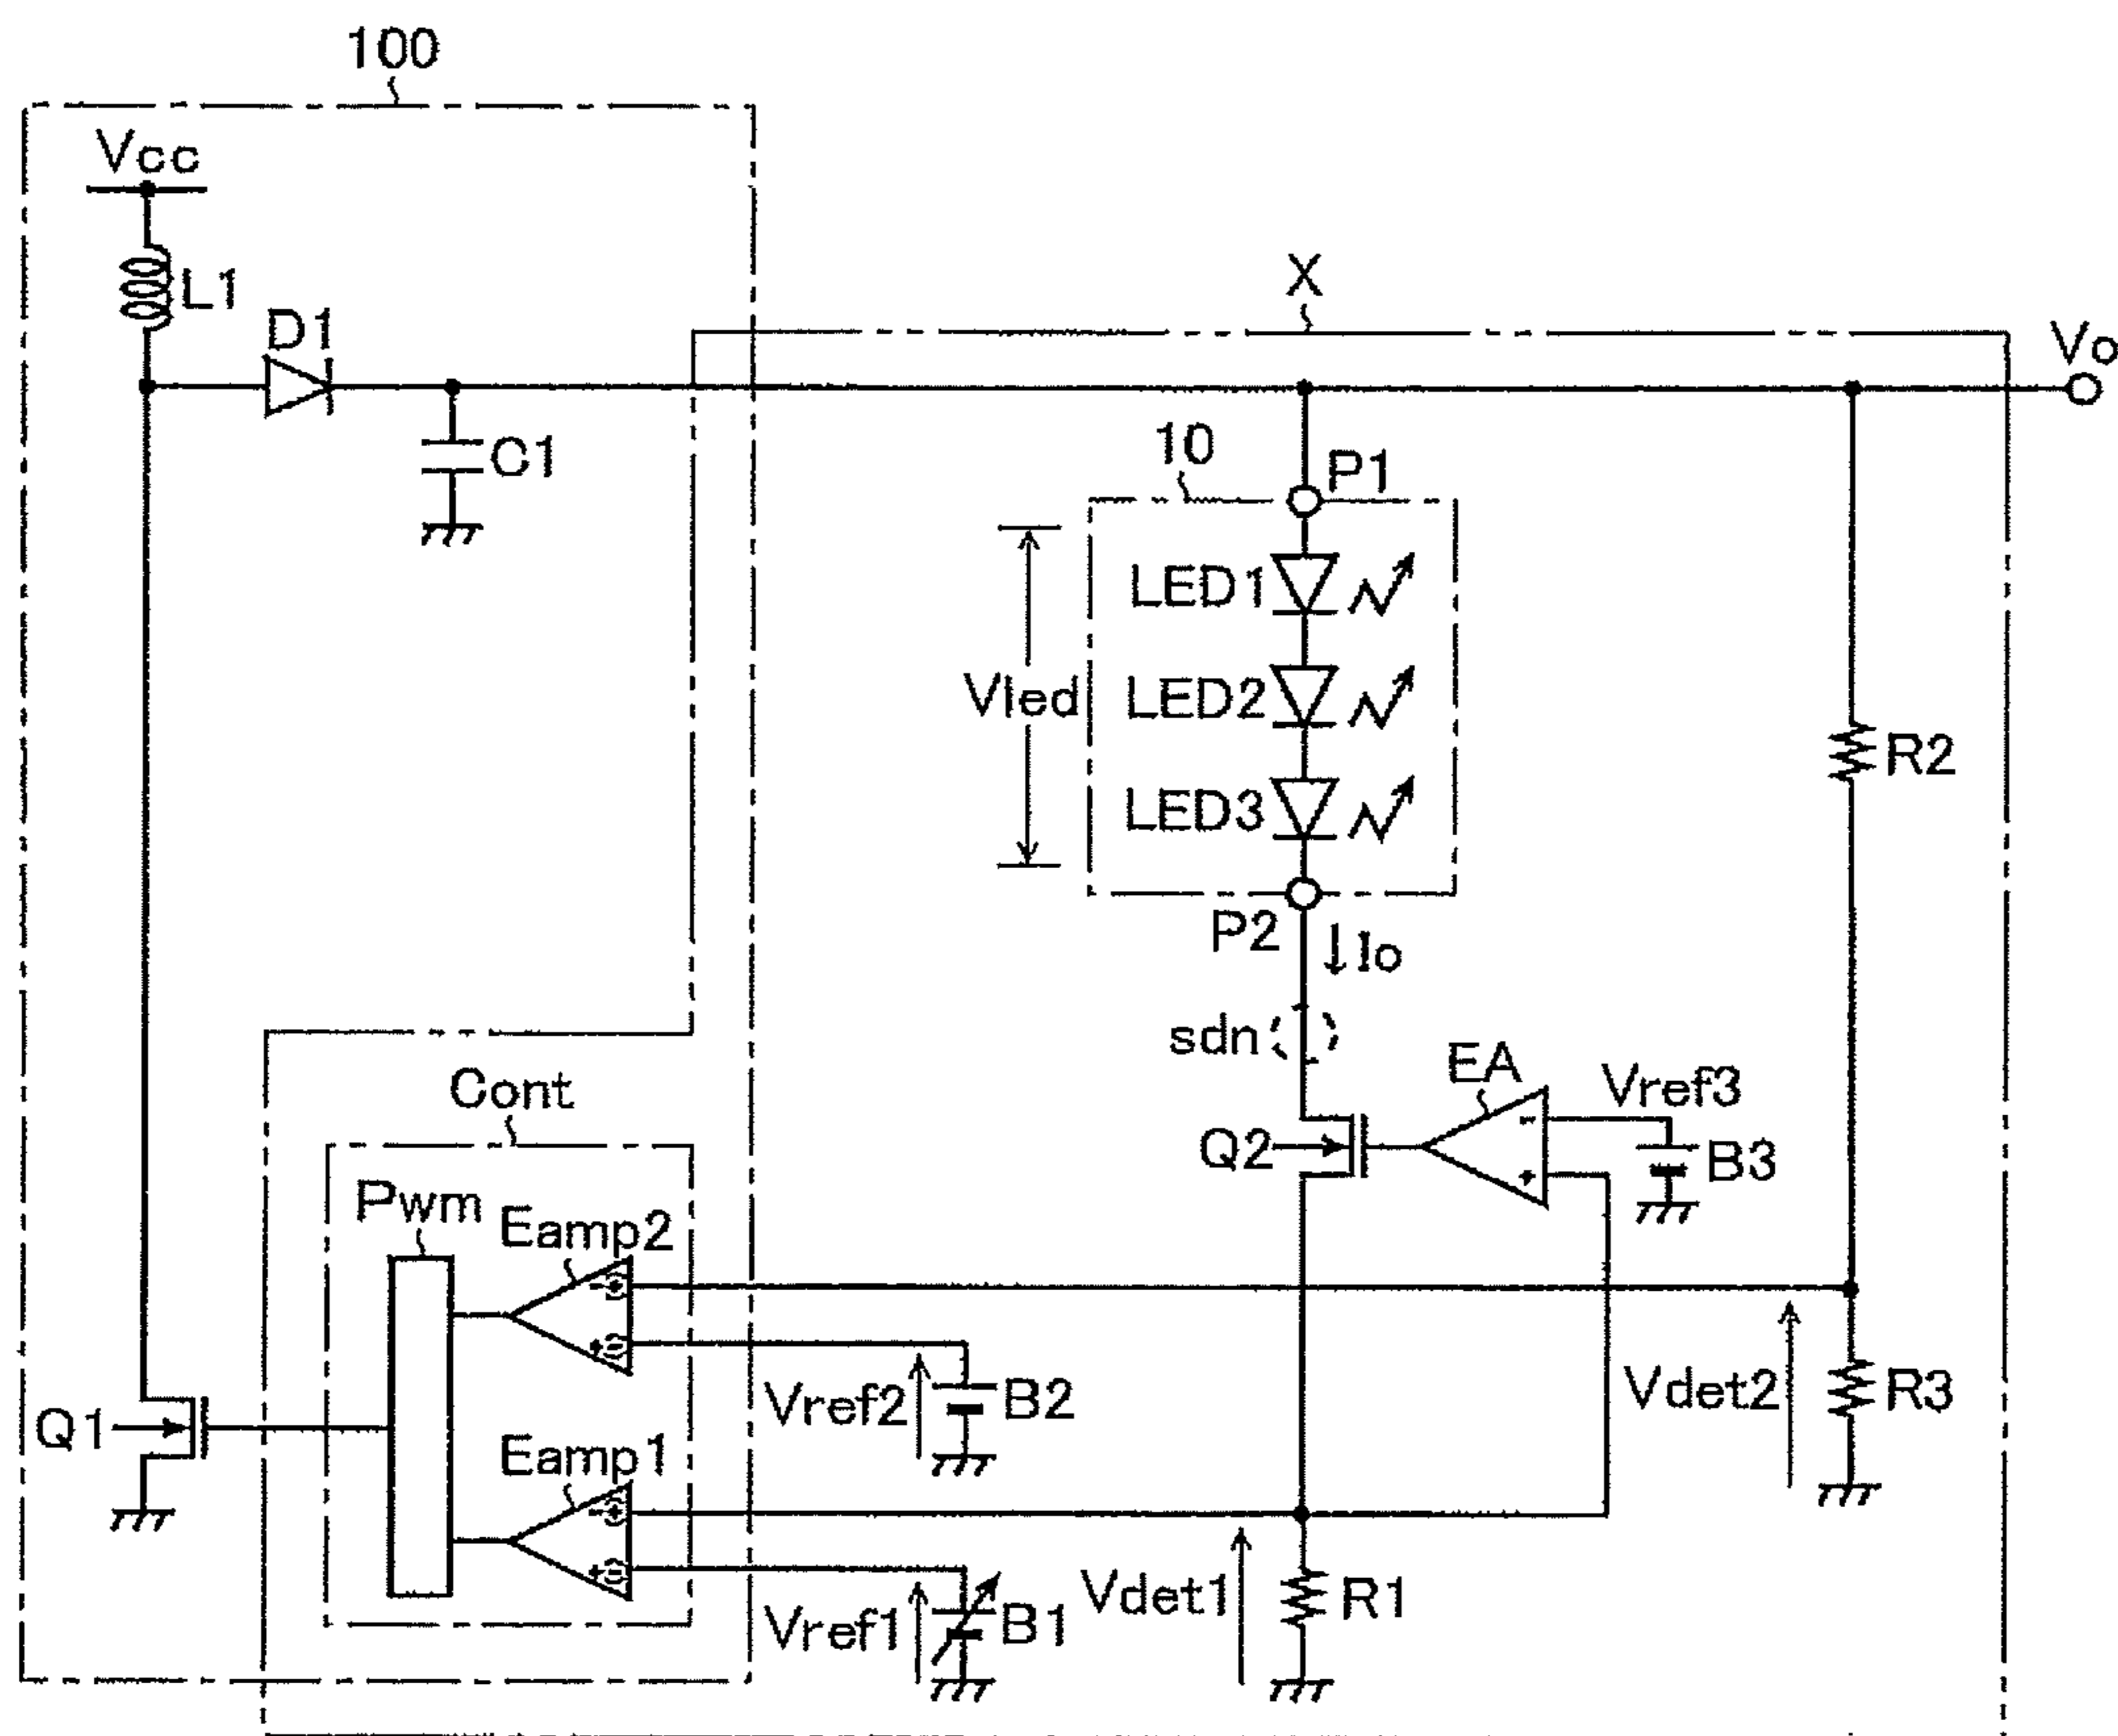 100
Vcc
L1
D1
C1
X
Vo
10
P1
LED1
LED2
LED3
Vled
R2
P2
Io
sdn
EA
Vref3
B3
Q2
Cont
Pwm
Eamp2
- (+)
+ (-)
Vref2
B2
Vdet2
R3
Q1
Eamp1
- (+)
+ (-)
Vref1
B1
Vdet1
R1
-
+